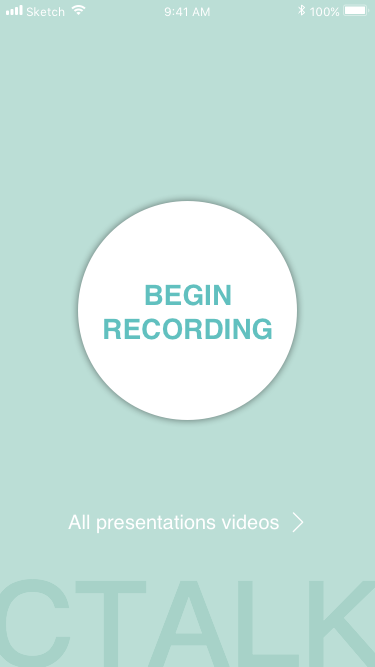 Sketch 9:41 AM 100%
BEGIN
RECORDING
All presentations videos
CTALK